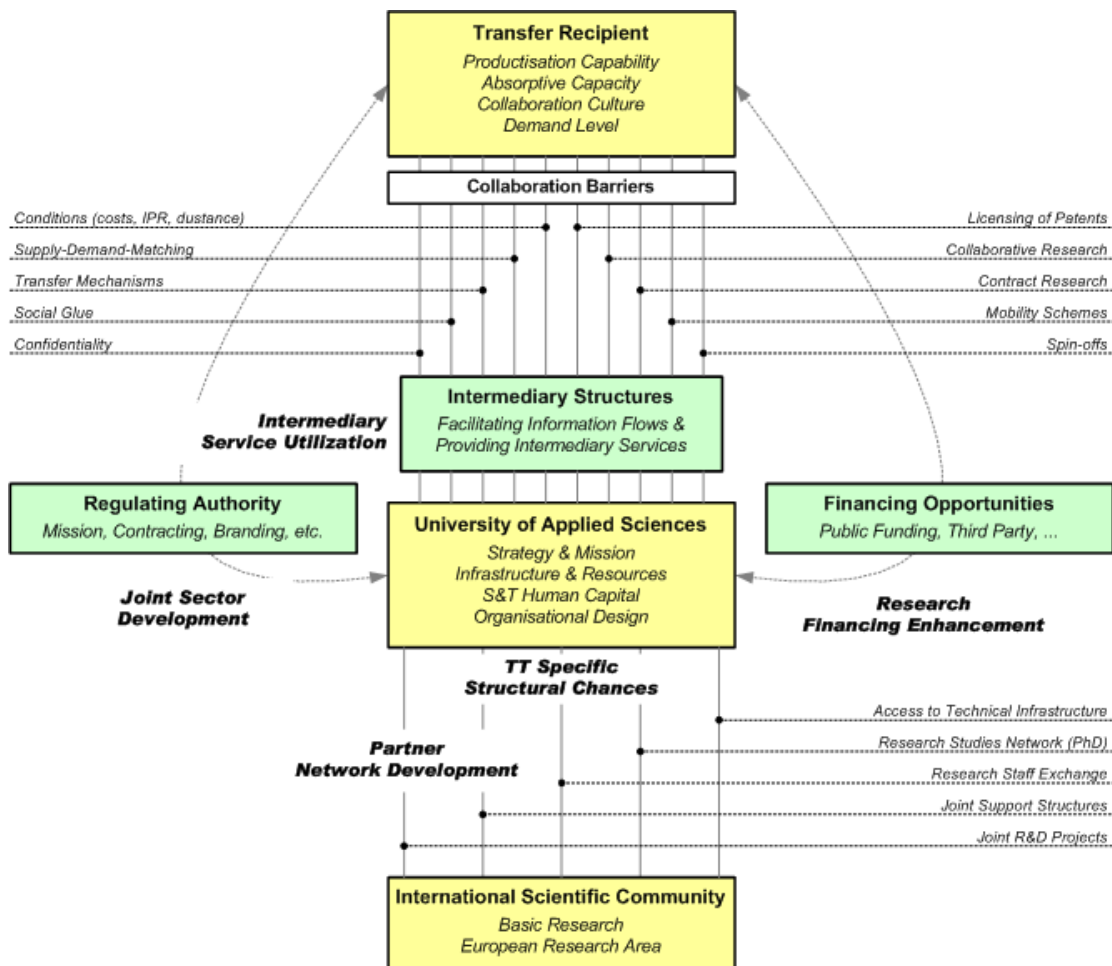 Transfer Recipient
Productisation Capability
Absorptive Capacity
Collaboration Culture
Demand Level
Collaboration Barriers
Conditions (costs, IPR, dustance)
Licensing of Patents
Supply-Demand-Matching
Collaborative Research
Transfer Mechanisms
Contract Research
Social Glue
Mobility Schemes
Confidentiality
Spin-offs
Intermediary Structures
Facilitating Information Flows &
Providing Intermediary Services
Intermediary
Service Utilization
Regulating Authority
Mission, Contracting, Branding, etc.
University of Applied Sciences
Strategy & Mission
Infrastructure & Resources
S&T Human Capital
Organisational Design
Financing Opportunities
Public Funding, Third Party, ...
Joint Sector
Development
Research
Financing Enhancement
TT Specific
Structural Chances
Partner
Network Development
Access to Technical Infrastructure
Research Studies Network (PhD)
Research Staff Exchange
Joint Support Structures
Joint R&D Projects
International Scientific Community
Basic Research
European Research Area